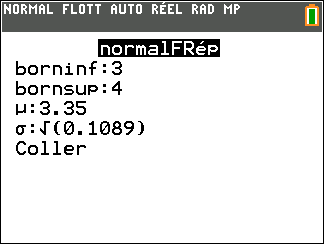 NORMAL FLOTT AUTO RÉEL RAD MP
normalFRép
borninf:3
bornsup:4
μ:3.35
σ:√(0.1089)
Coller